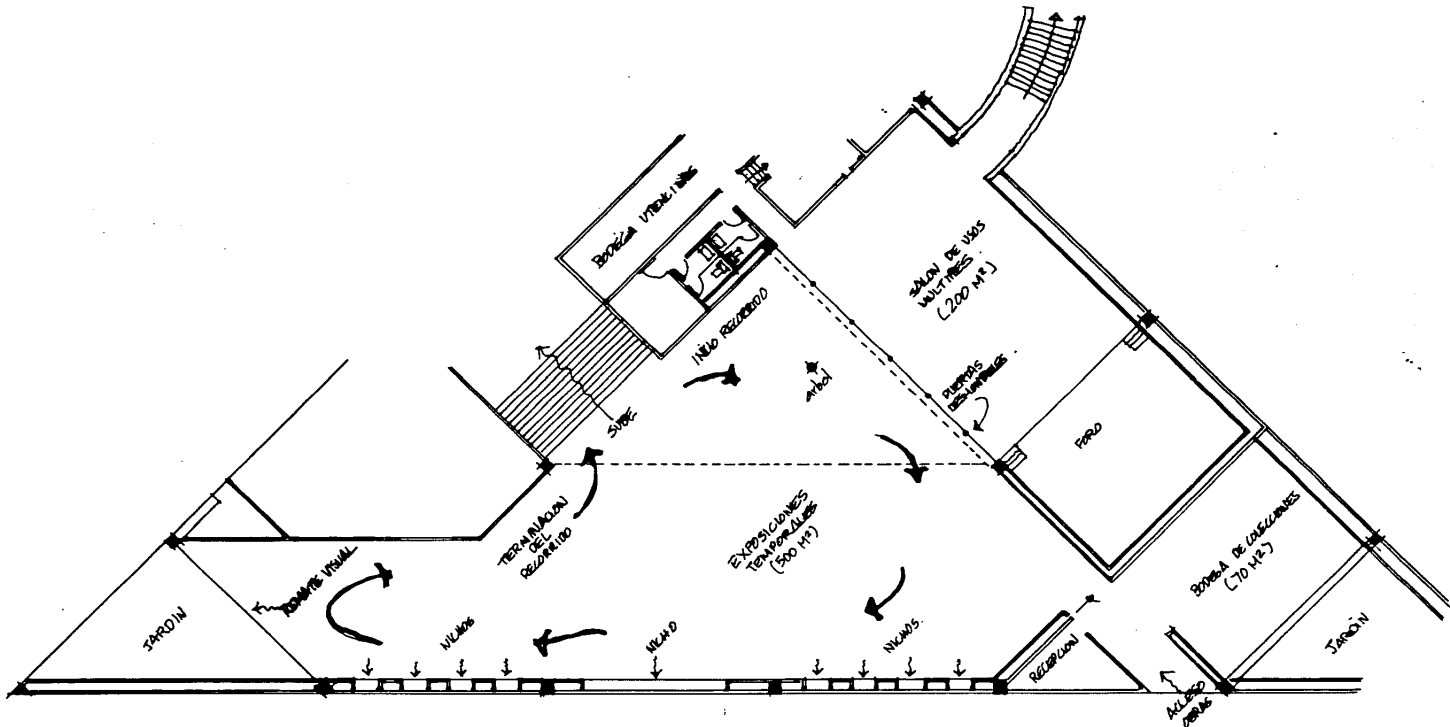 BODEGA UTENCILIOS
SALON DE USOS
MULTIPLES
(200 M²)
INICIO RECORRIDO
arbol
PUERTAS
SUBE
FORO
TERMINACION
DEL
RECORRIDO
EXPOSICIONES
TEMPORALES
(500 M²)
BODEGA DE COLECCIONES
(70 M²)
REMATE VISUAL
JARDIN
NICHOS
NICHO
NICHOS
RECEPCION
JARDIN
ACCESO
OBRAS